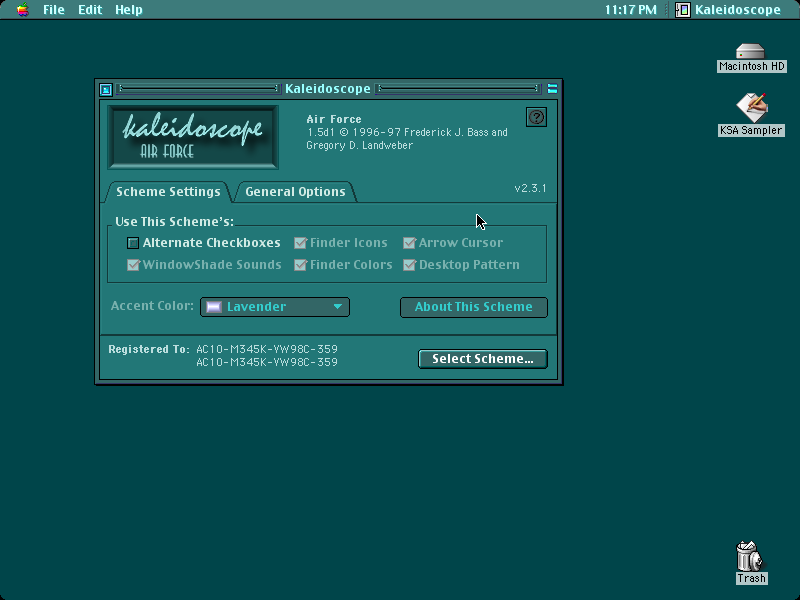 File Edit Help
11:17 PM Kaleidoscope
Macintosh HD
KSA Sampler
Kaleidoscope
kaleidoscope
AIR FORCE
Air Force
1.5d1 © 1996-97 Frederick J. Bass and
Gregory D. Landweber
?
Scheme Settings General Options
v2.3.1
Use This Scheme's:
Alternate Checkboxes Finder Icons Arrow Cursor
WindowShade Sounds Finder Colors Desktop Pattern
Accent Color: Lavender About This Scheme
Registered To: AC10-M345K-VW98C-359
AC10-M345K-VW98C-359
Select Scheme...
Trash